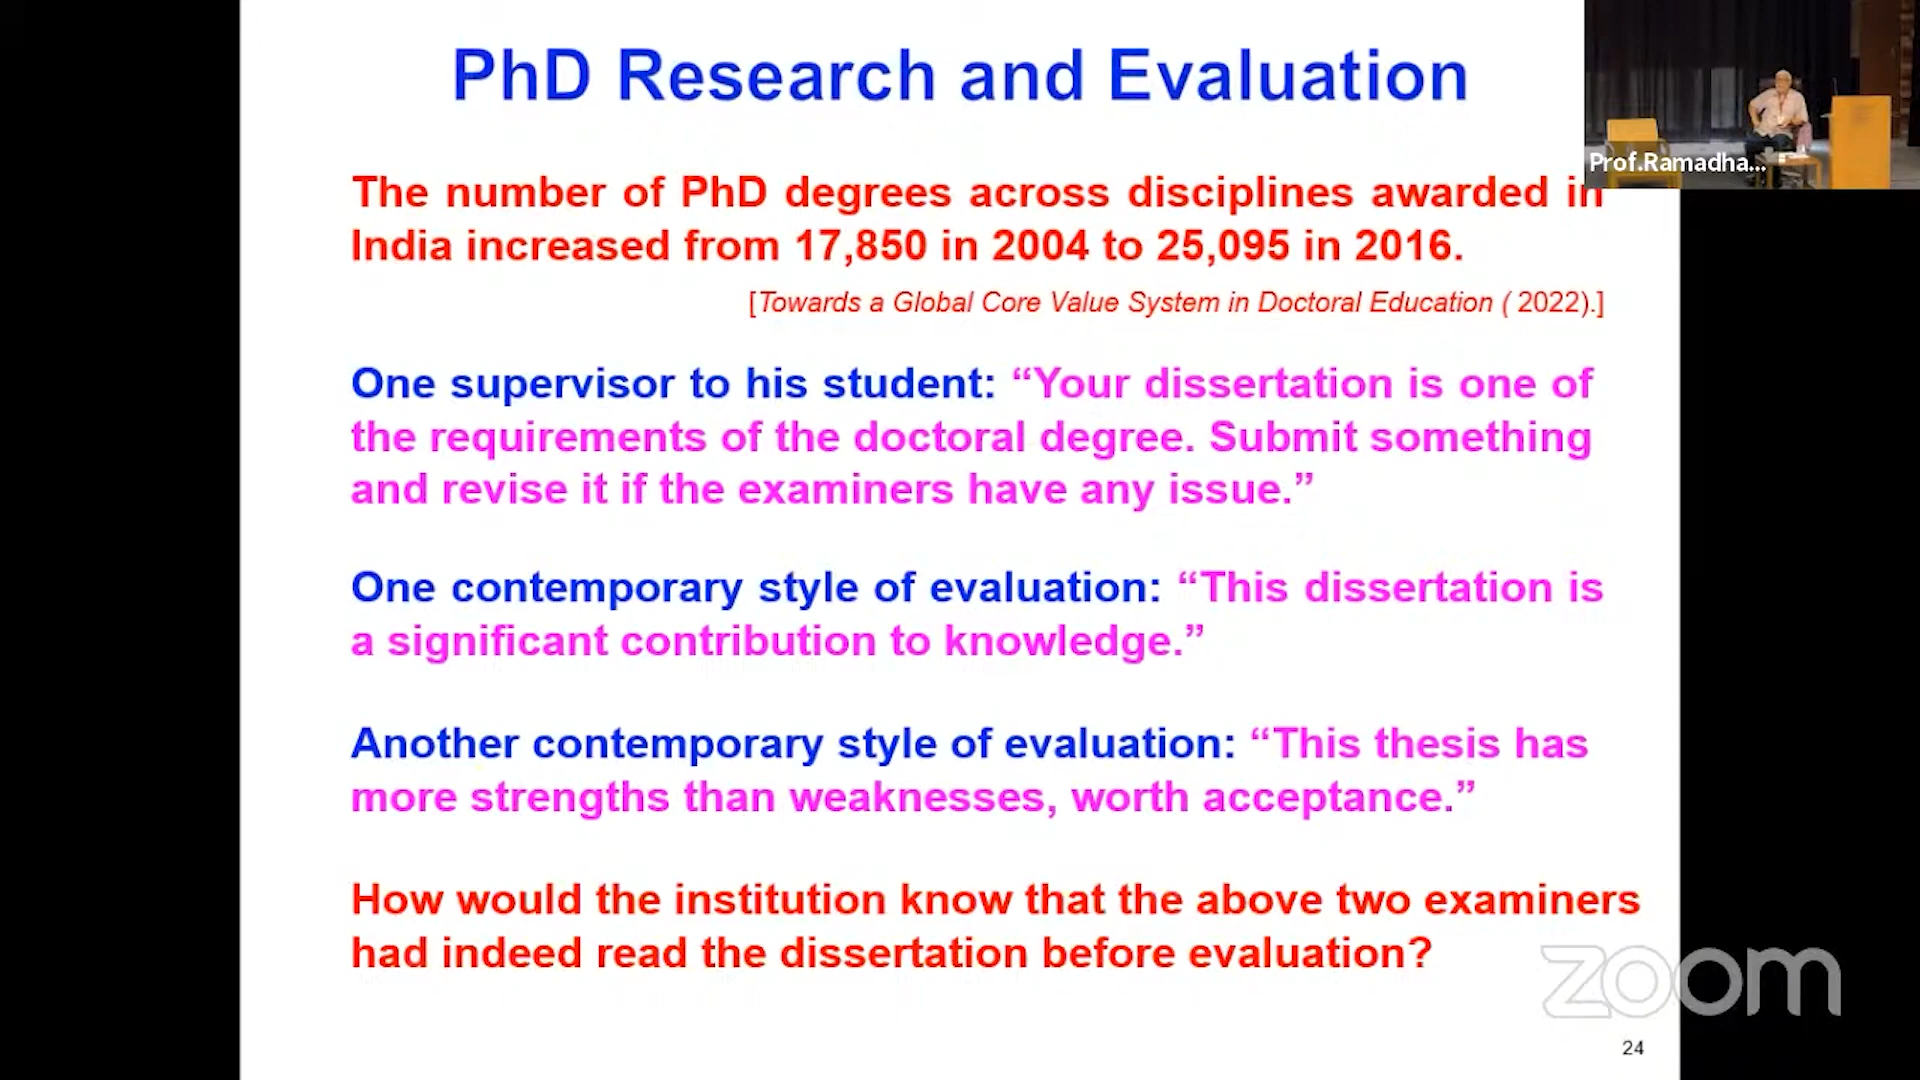 PhD Research and Evaluation
Prof.Ramadha...
The number of PhD degrees across disciplines awarded in
India increased from 17,850 in 2004 to 25,095 in 2016.
[Towards a Global Core Value System in Doctoral Education ( 2022).]
One supervisor to his student: “Your dissertation is one of
the requirements of the doctoral degree. Submit something
and revise it if the examiners have any issue.”
One contemporary style of evaluation: “This dissertation is
a significant contribution to knowledge.”
Another contemporary style of evaluation: “This thesis has
more strengths than weaknesses, worth acceptance.”
How would the institution know that the above two examiners
had indeed read the dissertation before evaluation?
zoom
24